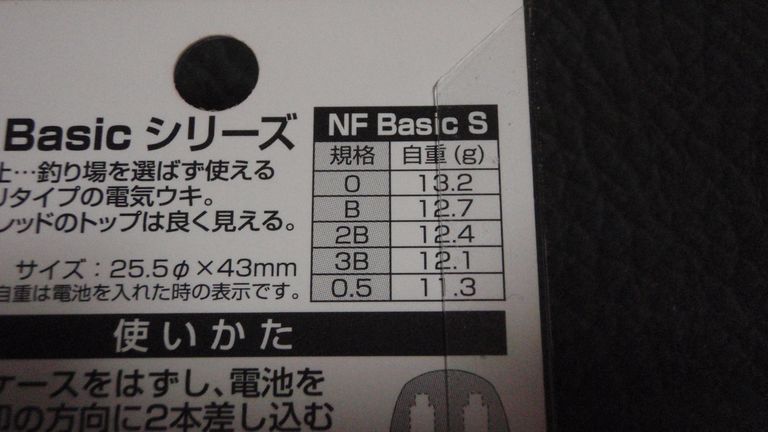 Basic シリーズ
止…釣り場を選ばず使える
リタイプの電気ウキ。
レッドのトップは良く見える。
サイズ：25.5φ×43mm
自重は電池を入れた時の表示です。
NF Basic S
規格 自重(g)
0 13.2
B 12.7
2B 12.4
3B 12.1
0.5 11.3
使いかた
ケースをはずし、電池を
の方向に2本差し込む